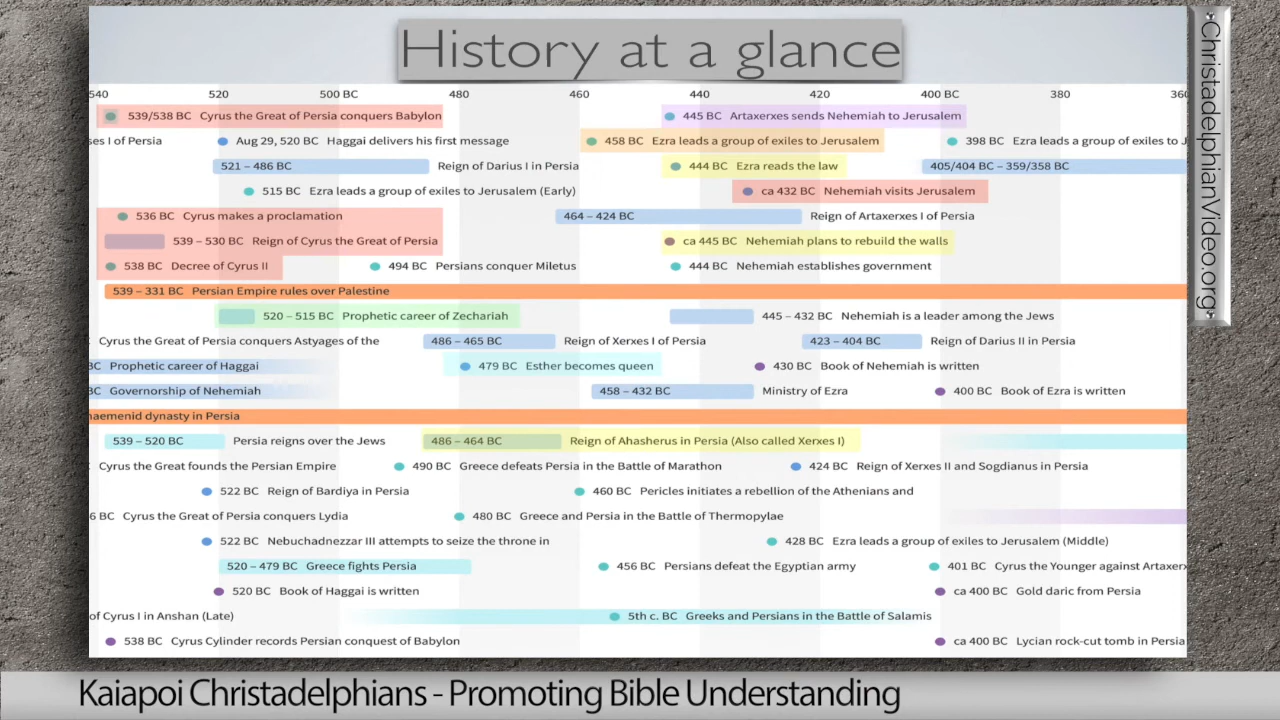 History at a glance
540 520 500 BC 480 460 440 420 400 BC 380 360
539/538 BC Cyrus the Great of Persia conquers Babylon 445 BC Artaxerxes sends Nehemiah to Jerusalem
ses I of Persia Aug 29, 520 BC Haggai delivers his first message 458 BC Ezra leads a group of exiles to Jerusalem 398 BC Ezra leads a group of exiles to J
521 – 486 BC Reign of Darius I in Persia 444 BC Ezra reads the law 405/404 BC – 359/358 BC
515 BC Ezra leads a group of exiles to Jerusalem (Early) ca 432 BC Nehemiah visits Jerusalem
536 BC Cyrus makes a proclamation 464 – 424 BC Reign of Artaxerxes I of Persia
539 – 530 BC Reign of Cyrus the Great of Persia ca 445 BC Nehemiah plans to rebuild the walls
538 BC Decree of Cyrus II 494 BC Persians conquer Miletus 444 BC Nehemiah establishes government
539 – 331 BC Persian Empire rules over Palestine
520 – 515 BC Prophetic career of Zechariah 445 – 432 BC Nehemiah is a leader among the Jews
Cyrus the Great of Persia conquers Astyages of the 486 – 465 BC Reign of Xerxes I of Persia 423 – 404 BC Reign of Darius II in Persia
BC Prophetic career of Haggai 479 BC Esther becomes queen 430 BC Book of Nehemiah is written
BC Governorship of Nehemiah 458 – 432 BC Ministry of Ezra 400 BC Book of Ezra is written
haemenid dynasty in Persia
539 – 520 BC Persia reigns over the Jews 486 – 464 BC Reign of Ahasherus in Persia (Also called Xerxes I)
Cyrus the Great founds the Persian Empire 490 BC Greece defeats Persia in the Battle of Marathon 424 BC Reign of Xerxes II and Sogdianus in Persia
522 BC Reign of Bardiya in Persia 460 BC Pericles initiates a rebellion of the Athenians and
6 BC Cyrus the Great of Persia conquers Lydia 480 BC Greece and Persia in the Battle of Thermopylae
522 BC Nebuchadnezzar III attempts to seize the throne in 428 BC Ezra leads a group of exiles to Jerusalem (Middle)
520 – 479 BC Greece fights Persia 456 BC Persians defeat the Egyptian army 401 BC Cyrus the Younger against Artaxerx
520 BC Book of Haggai is written ca 400 BC Gold daric from Persia
of Cyrus I in Anshan (Late) 5th c. BC Greeks and Persians in the Battle of Salamis
538 BC Cyrus Cylinder records Persian conquest of Babylon ca 400 BC Lycian rock-cut tomb in Persia
ChristadelphianVideo.org
Kaiapoi Christadelphians - Promoting Bible Understanding